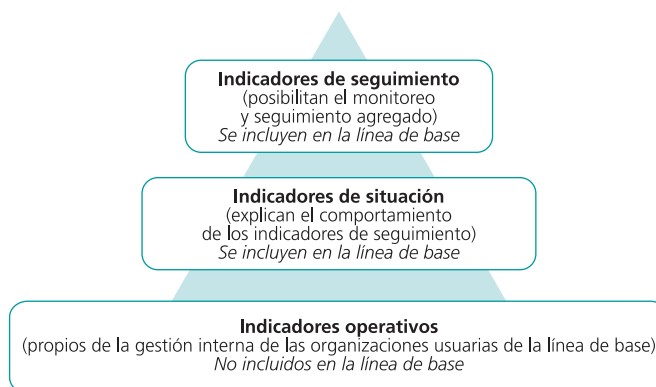 Indicadores de seguimiento
(posibilitan el monitoreo
y seguimiento agregado)
Se incluyen en la línea de base
Indicadores de situación
(explican el comportamiento
de los indicadores de seguimiento)
Se incluyen en la línea de base
Indicadores operativos
(propios de la gestión interna de las organizaciones usuarias de la línea de base)
No incluidos en la línea de base